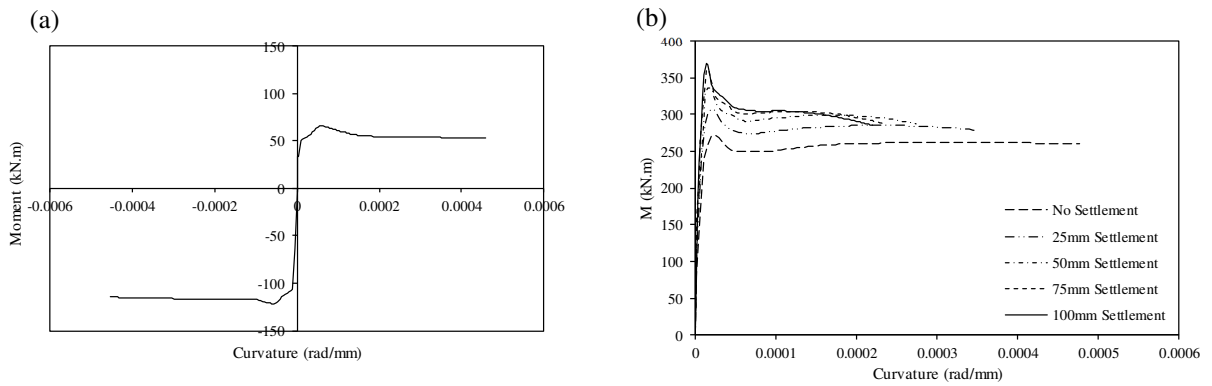 (a)
Moment (kN.m)
150
100
50
0
-50
-100
-150
-0.0006
-0.0004
-0.0002
0
0.0002
0.0004
0.0006
Curvature (rad/mm)
(b)
M (kN.m)
400
350
300
250
200
150
100
50
0
0
0.0001
0.0002
0.0003
0.0004
0.0005
0.0006
Curvature (rad/mm)
No Settlement
25mm Settlement
50mm Settlement
75mm Settlement
100mm Settlement